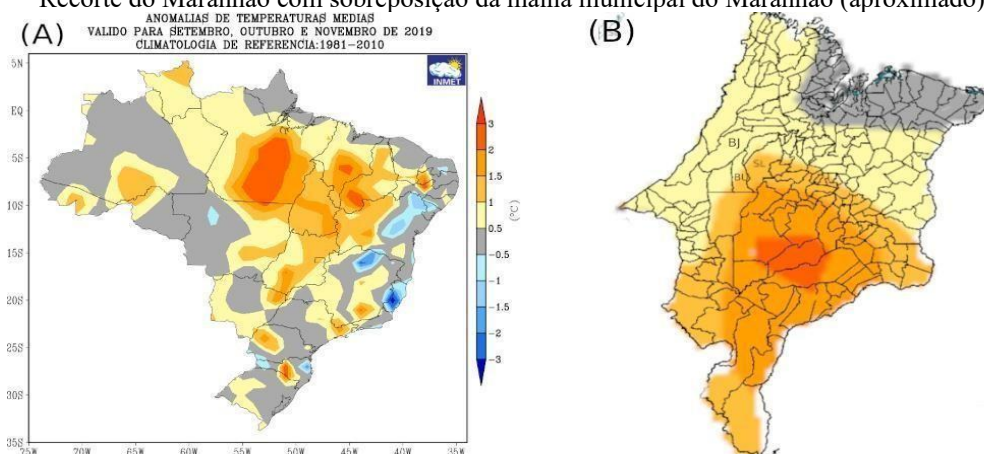 Recorte do Maranhão com sobreposição da malha municipal do Maranhão (aproximado)
(A)
ANOMALIAS DE TEMPERATURAS MEDIAS
VALIDO PARA SETEMBRO, OUTUBRO E NOVEMBRO DE 2019
CLIMATOLOGIA DE REFERENCIA:1981-2010
INMET
5N
EQ
5S
10S
15S
20S
25S
30S
35S
75W 70W 65W 60W 55W 50W 45W 40W 35W
3
2
1.5
1
0.5
-0.5
-1
-1.5
-2
-3
(°C)
(B)
BJ
SL
BU